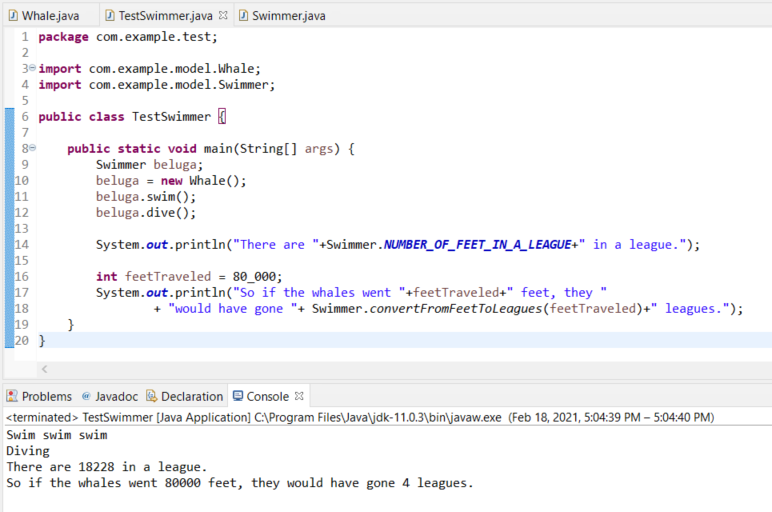 Whale.java TestSwimmer.java Swimmer.java
1 package com.example.test;
2
3 import com.example.model.Whale;
4 import com.example.model.Swimmer;
5
6 public class TestSwimmer {
7
8 public static void main(String[] args) {
9 Swimmer beluga;
10 beluga = new Whale();
11 beluga.swim();
12 beluga.dive();
13
14 System.out.println("There are "+Swimmer.NUMBER_OF_FEET_IN_A_LEAGUE+" in a league.");
15
16 int feetTraveled = 80_000;
17 System.out.println("So if the whales went "+feetTraveled+" feet, they "
18 + "would have gone "+ Swimmer.convertFromFeetToLeagues(feetTraveled)+" leagues.");
19 }
20 }
Problems Javadoc Declaration Console
<terminated> TestSwimmer [Java Application] C:\Program Files\Java\jdk-11.0.3\bin\javaw.exe (Feb 18, 2021, 5:04:39 PM – 5:04:40 PM)
Swim swim swim
Diving
There are 18228 in a league.
So if the whales went 80000 feet, they would have gone 4 leagues.